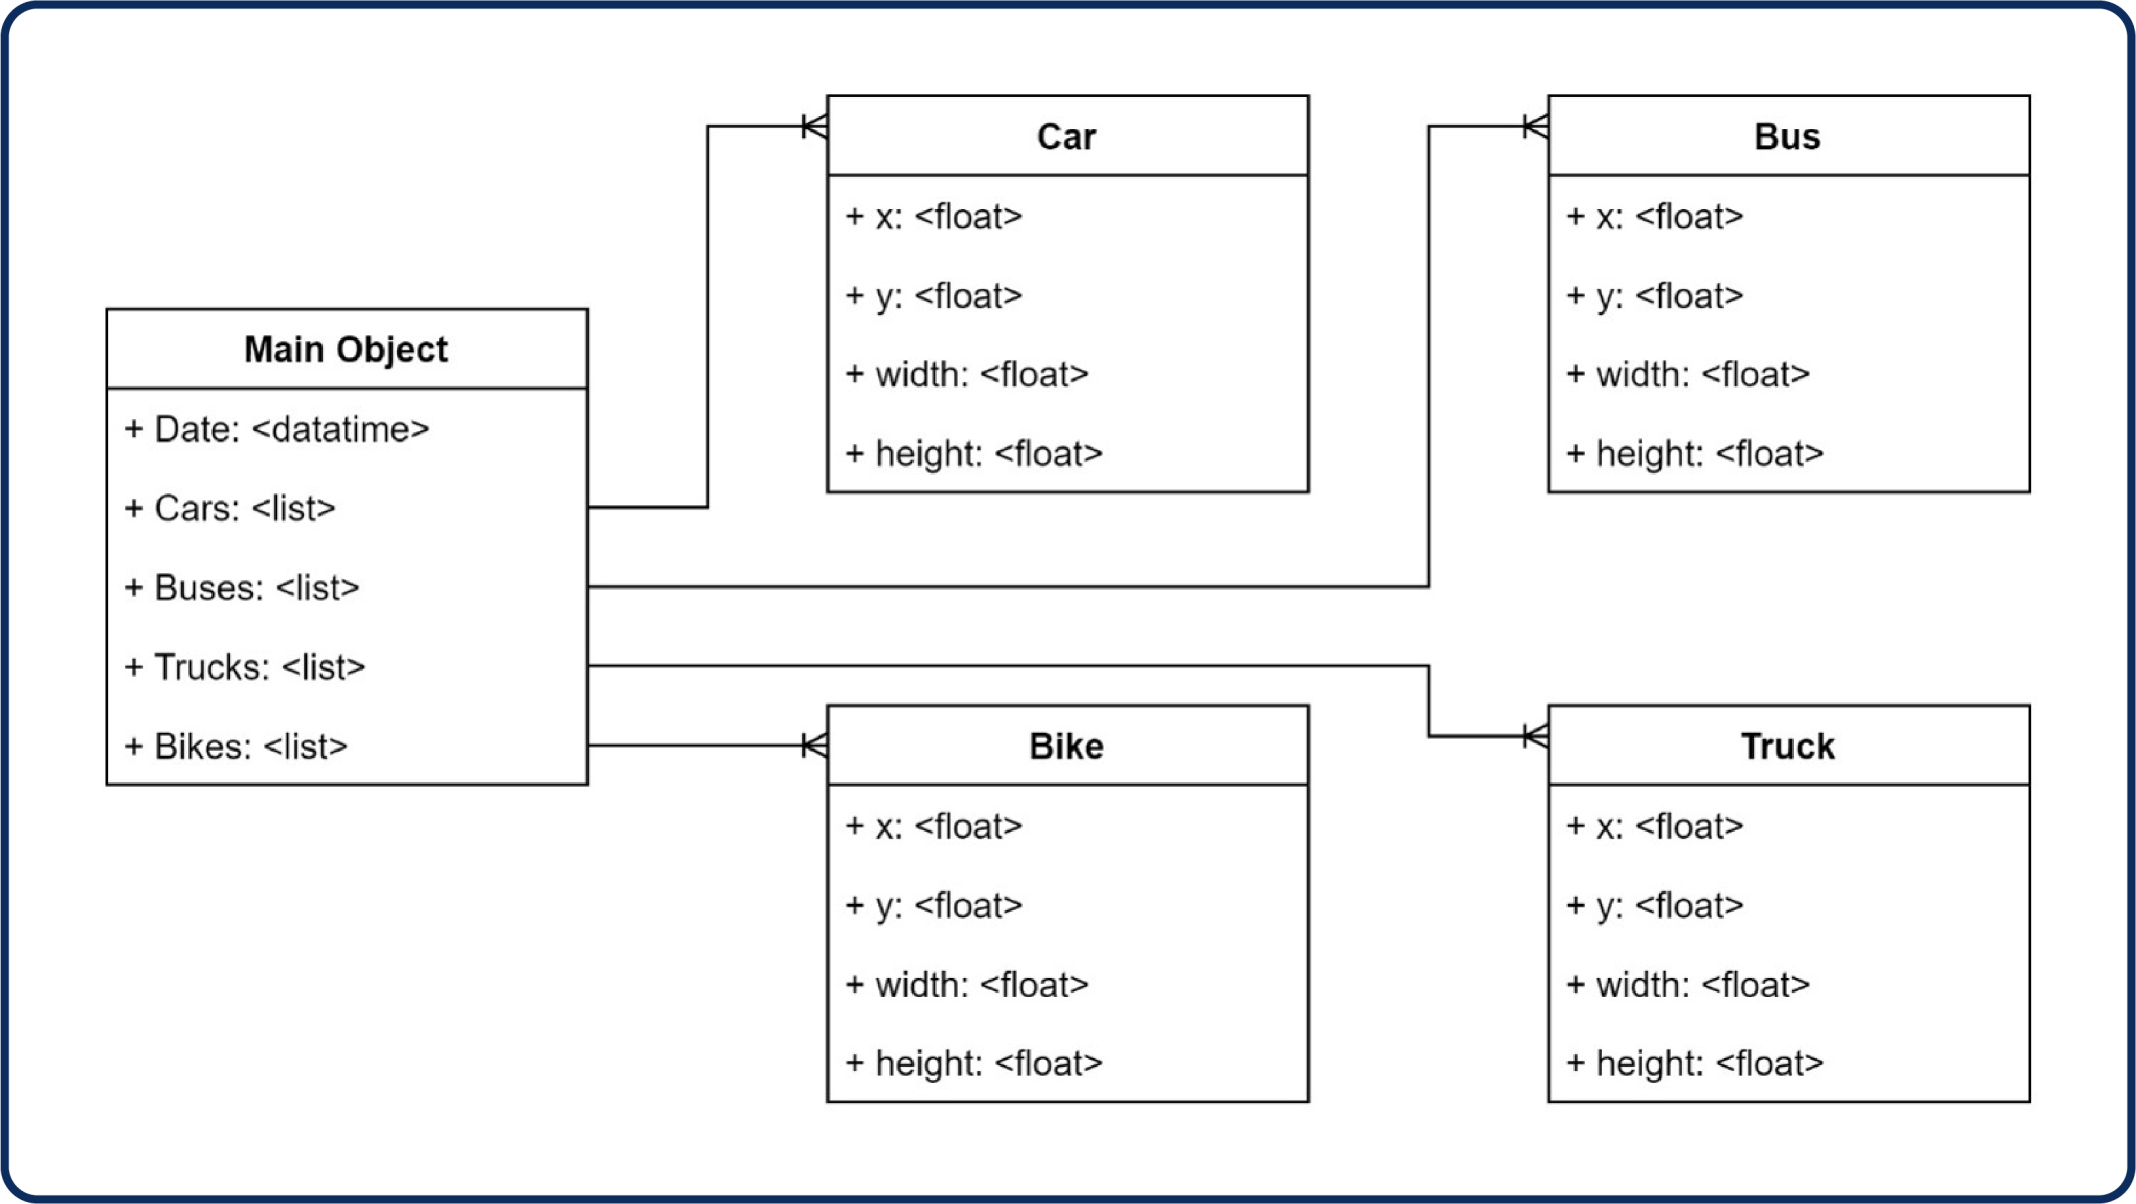 Main Object
+ Date: <datatime>
+ Cars: <list>
+ Buses: <list>
+ Trucks: <list>
+ Bikes: <list>
Car
+ x: <float>
+ y: <float>
+ width: <float>
+ height: <float>
Bus
+ x: <float>
+ y: <float>
+ width: <float>
+ height: <float>
Bike
+ x: <float>
+ y: <float>
+ width: <float>
+ height: <float>
Truck
+ x: <float>
+ y: <float>
+ width: <float>
+ height: <float>